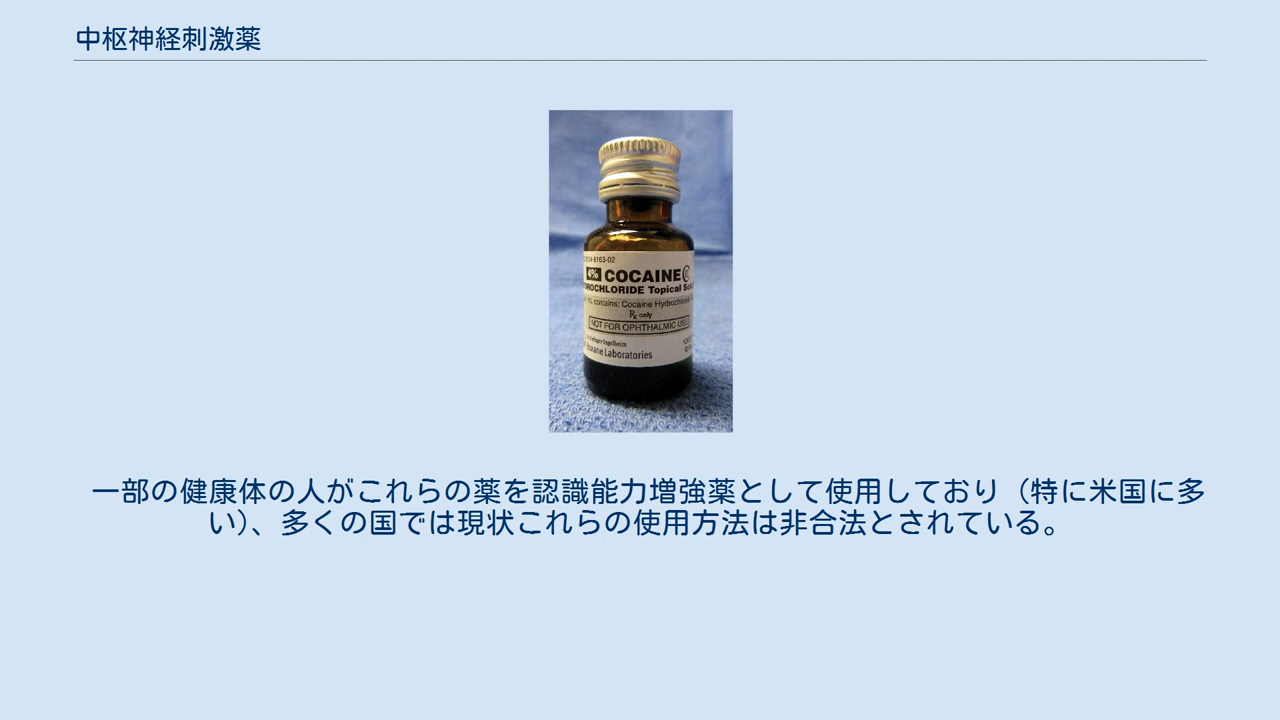 中枢神経刺激薬
4% COCAINE
HYDROCHLORIDE Topical
mL contains: Cocaine
Rx only
NOT FOR OPHTHALMIC USE
Laboratories
一部の健康体の人がこれらの薬を認識能力増強薬として使用しており（特に米国に多
い）、多くの国では現状これらの使用方法は非合法とされている。